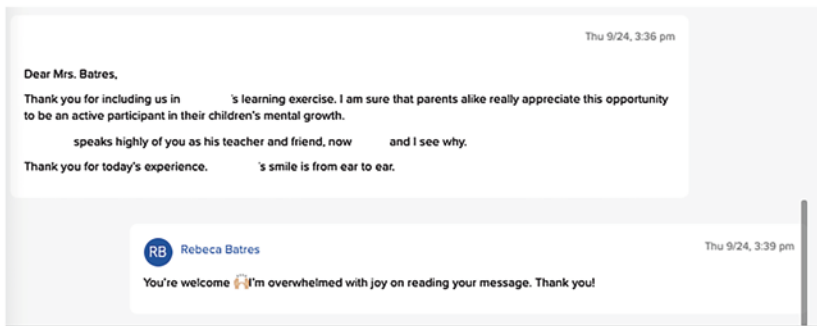 Thu 9/24, 3:36 pm
Dear Mrs. Batres,
Thank you for including us in 's learning exercise. I am sure that parents alike really appreciate this opportunity
to be an active participant in their children's mental growth.
speaks highly of you as his teacher and friend, now and I see why.
Thank you for today's experience. 's smile is from ear to ear.
RB Rebeca Batres Thu 9/24, 3:39 pm
You're welcome 🙌🏼I'm overwhelmed with joy on reading your message. Thank you!